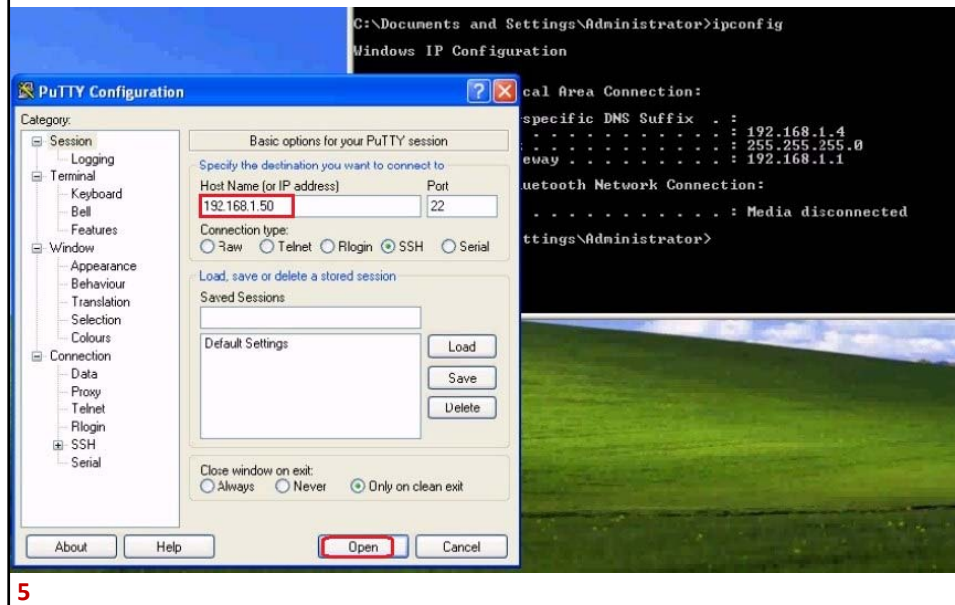 C:\Documents and Settings\Administrator>ipconfig
Windows IP Configuration
cal Area Connection:
specific DNS Suffix . :
. . . . . . . . . . . : 192.168.1.4
. . . . . . . . . . . : 255.255.255.0
eway . . . . . . . . . : 192.168.1.1
uetooth Network Connection:
. . . . . . . . . . . : Media disconnected
ttings\Administrator>
PuTTY Configuration
Category:
Session
Logging
Terminal
Keyboard
Bell
Features
Window
Appearance
Behaviour
Translation
Selection
Colours
Connection
Data
Proxy
Telnet
Rlogin
SSH
Serial
Basic options for your PuTTY session
Specify the destination you want to connect to
Host Name (or IP address) Port
192.168.1.50 22
Connection type:
Raw Telnet Rlogin SSH Serial
Load, save or delete a stored session
Saved Sessions
Default Settings
Load
Save
Delete
Close window on exit:
Always Never Only on clean exit
About Help Open Cancel
5